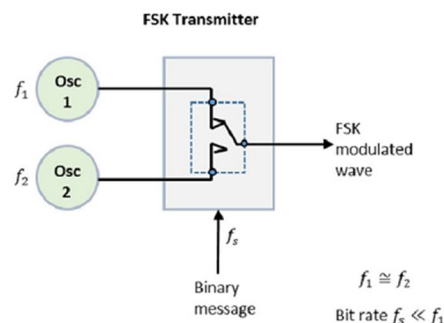 FSK Transmitter
f₁
Osc
1
f₂
Osc
2
FSK
modulated
wave
fₛ
Binary
message
f₁ ≅ f₂
Bit rate fₛ ≪ f₁